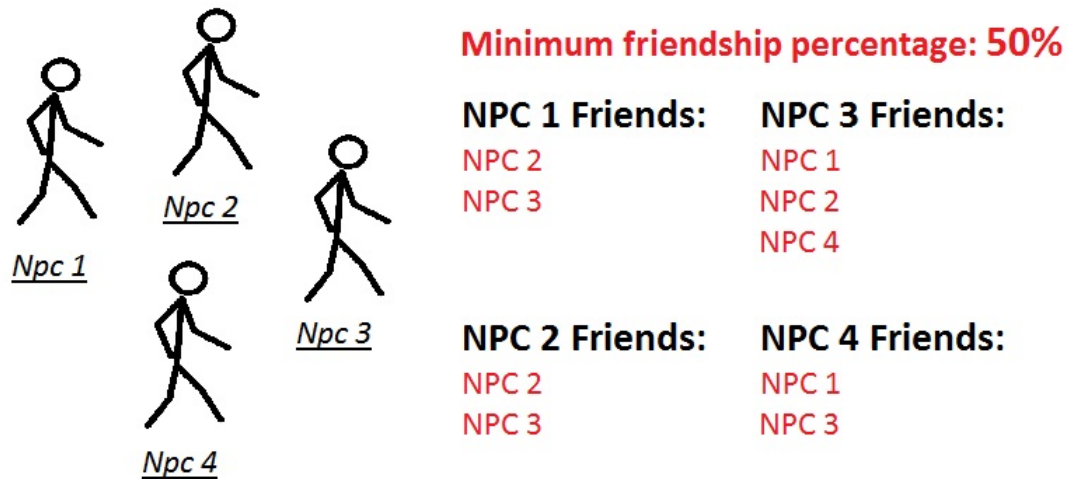 Npc 1
Npc 2
Npc 3
Npc 4
Minimum friendship percentage: 50%
NPC 1 Friends:
NPC 2
NPC 3
NPC 3 Friends:
NPC 1
NPC 2
NPC 4
NPC 2 Friends:
NPC 2
NPC 3
NPC 4 Friends:
NPC 1
NPC 3